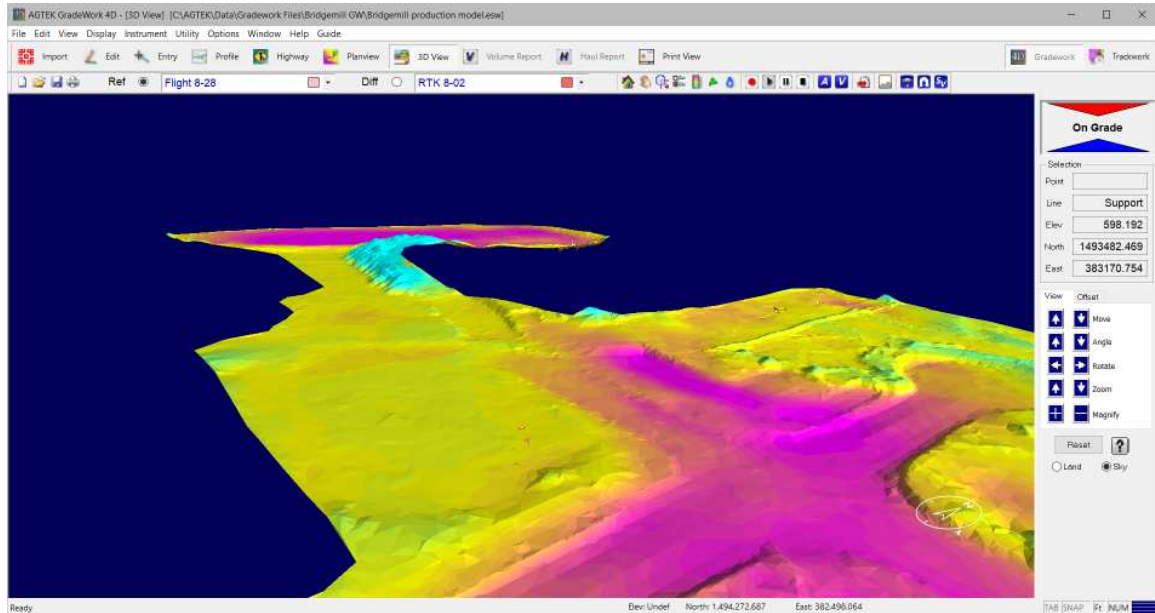 AGTEK GradeWork 4D - [3D View] [C:\AGTEK\Data\Gradework Files\Bridgemill GW\Bridgemill production model.esw]
File Edit View Display Instrument Utility Options Window Help Guide
Import Edit Entry Profile Highway Planview 3D View Volume Report Haul Report Print View Gradework Trackwork
Ref Flight 8-28 Diff RTK 8-02
On Grade
Selection
Point
Line Support
Elev 598.192
North 1493482.469
East 383170.754
View Offset
Move
Angle
Rotate
Zoom
Magnify
Reset ?
Land Sky
Ready Elev: Undef North: 1,494,272.687 East: 382,498.064 TAB SNAP Ft NUM